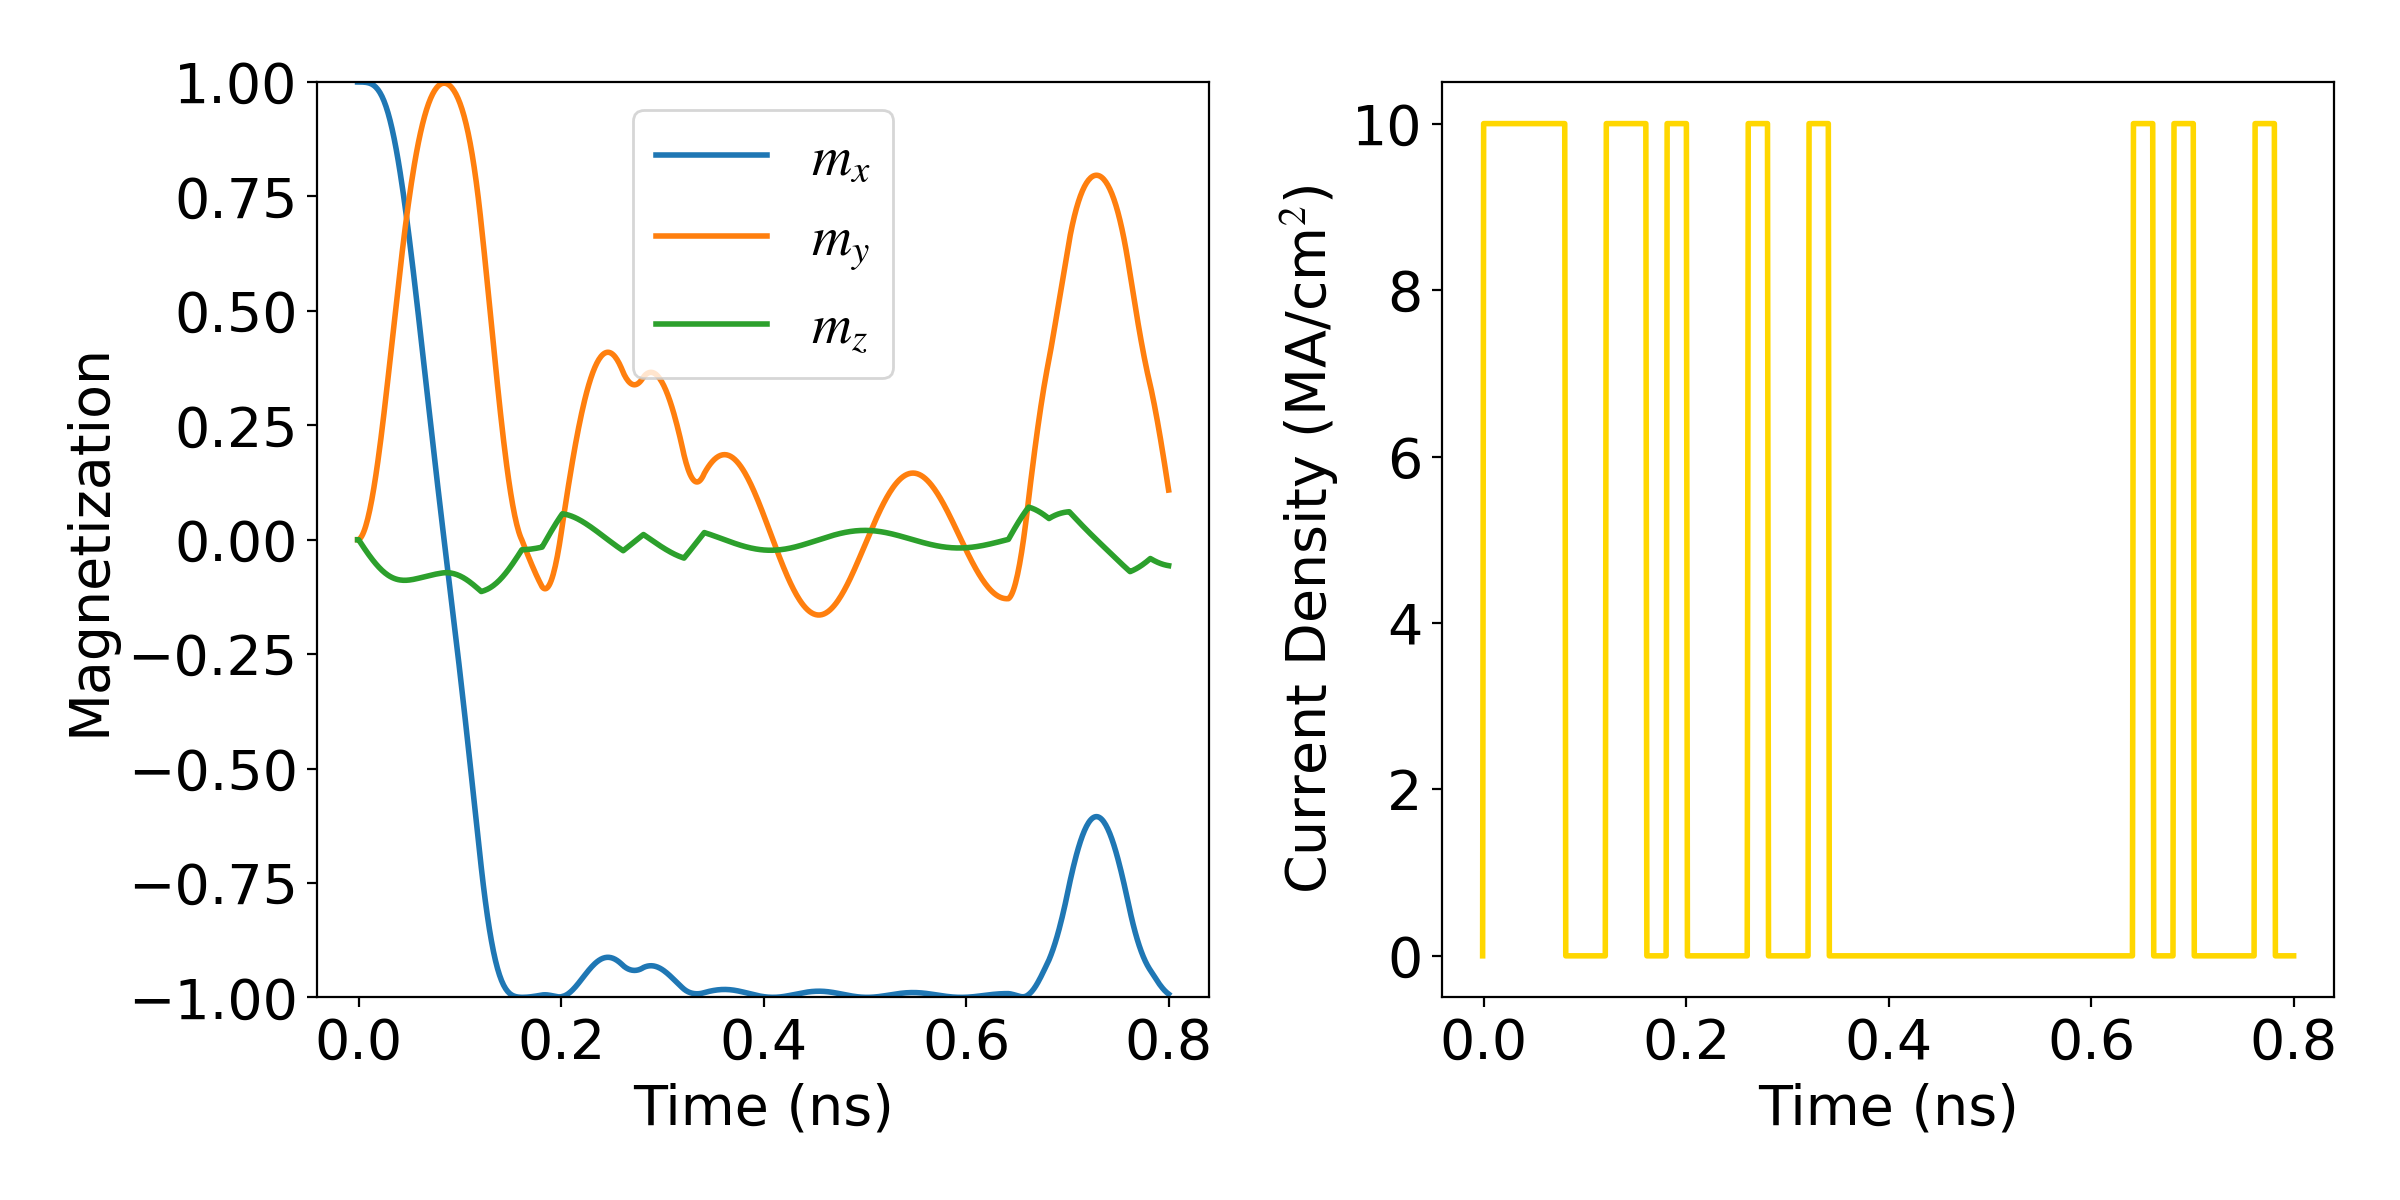 1.00
0.75
0.50
0.25
0.00
−0.25
−0.50
−0.75
−1.00
Magnetization
0.0 0.2 0.4 0.6 0.8
Time (ns)
m_x
m_y
m_z
10
8
6
4
2
0
Current Density (MA/cm²)
0.0 0.2 0.4 0.6 0.8
Time (ns)